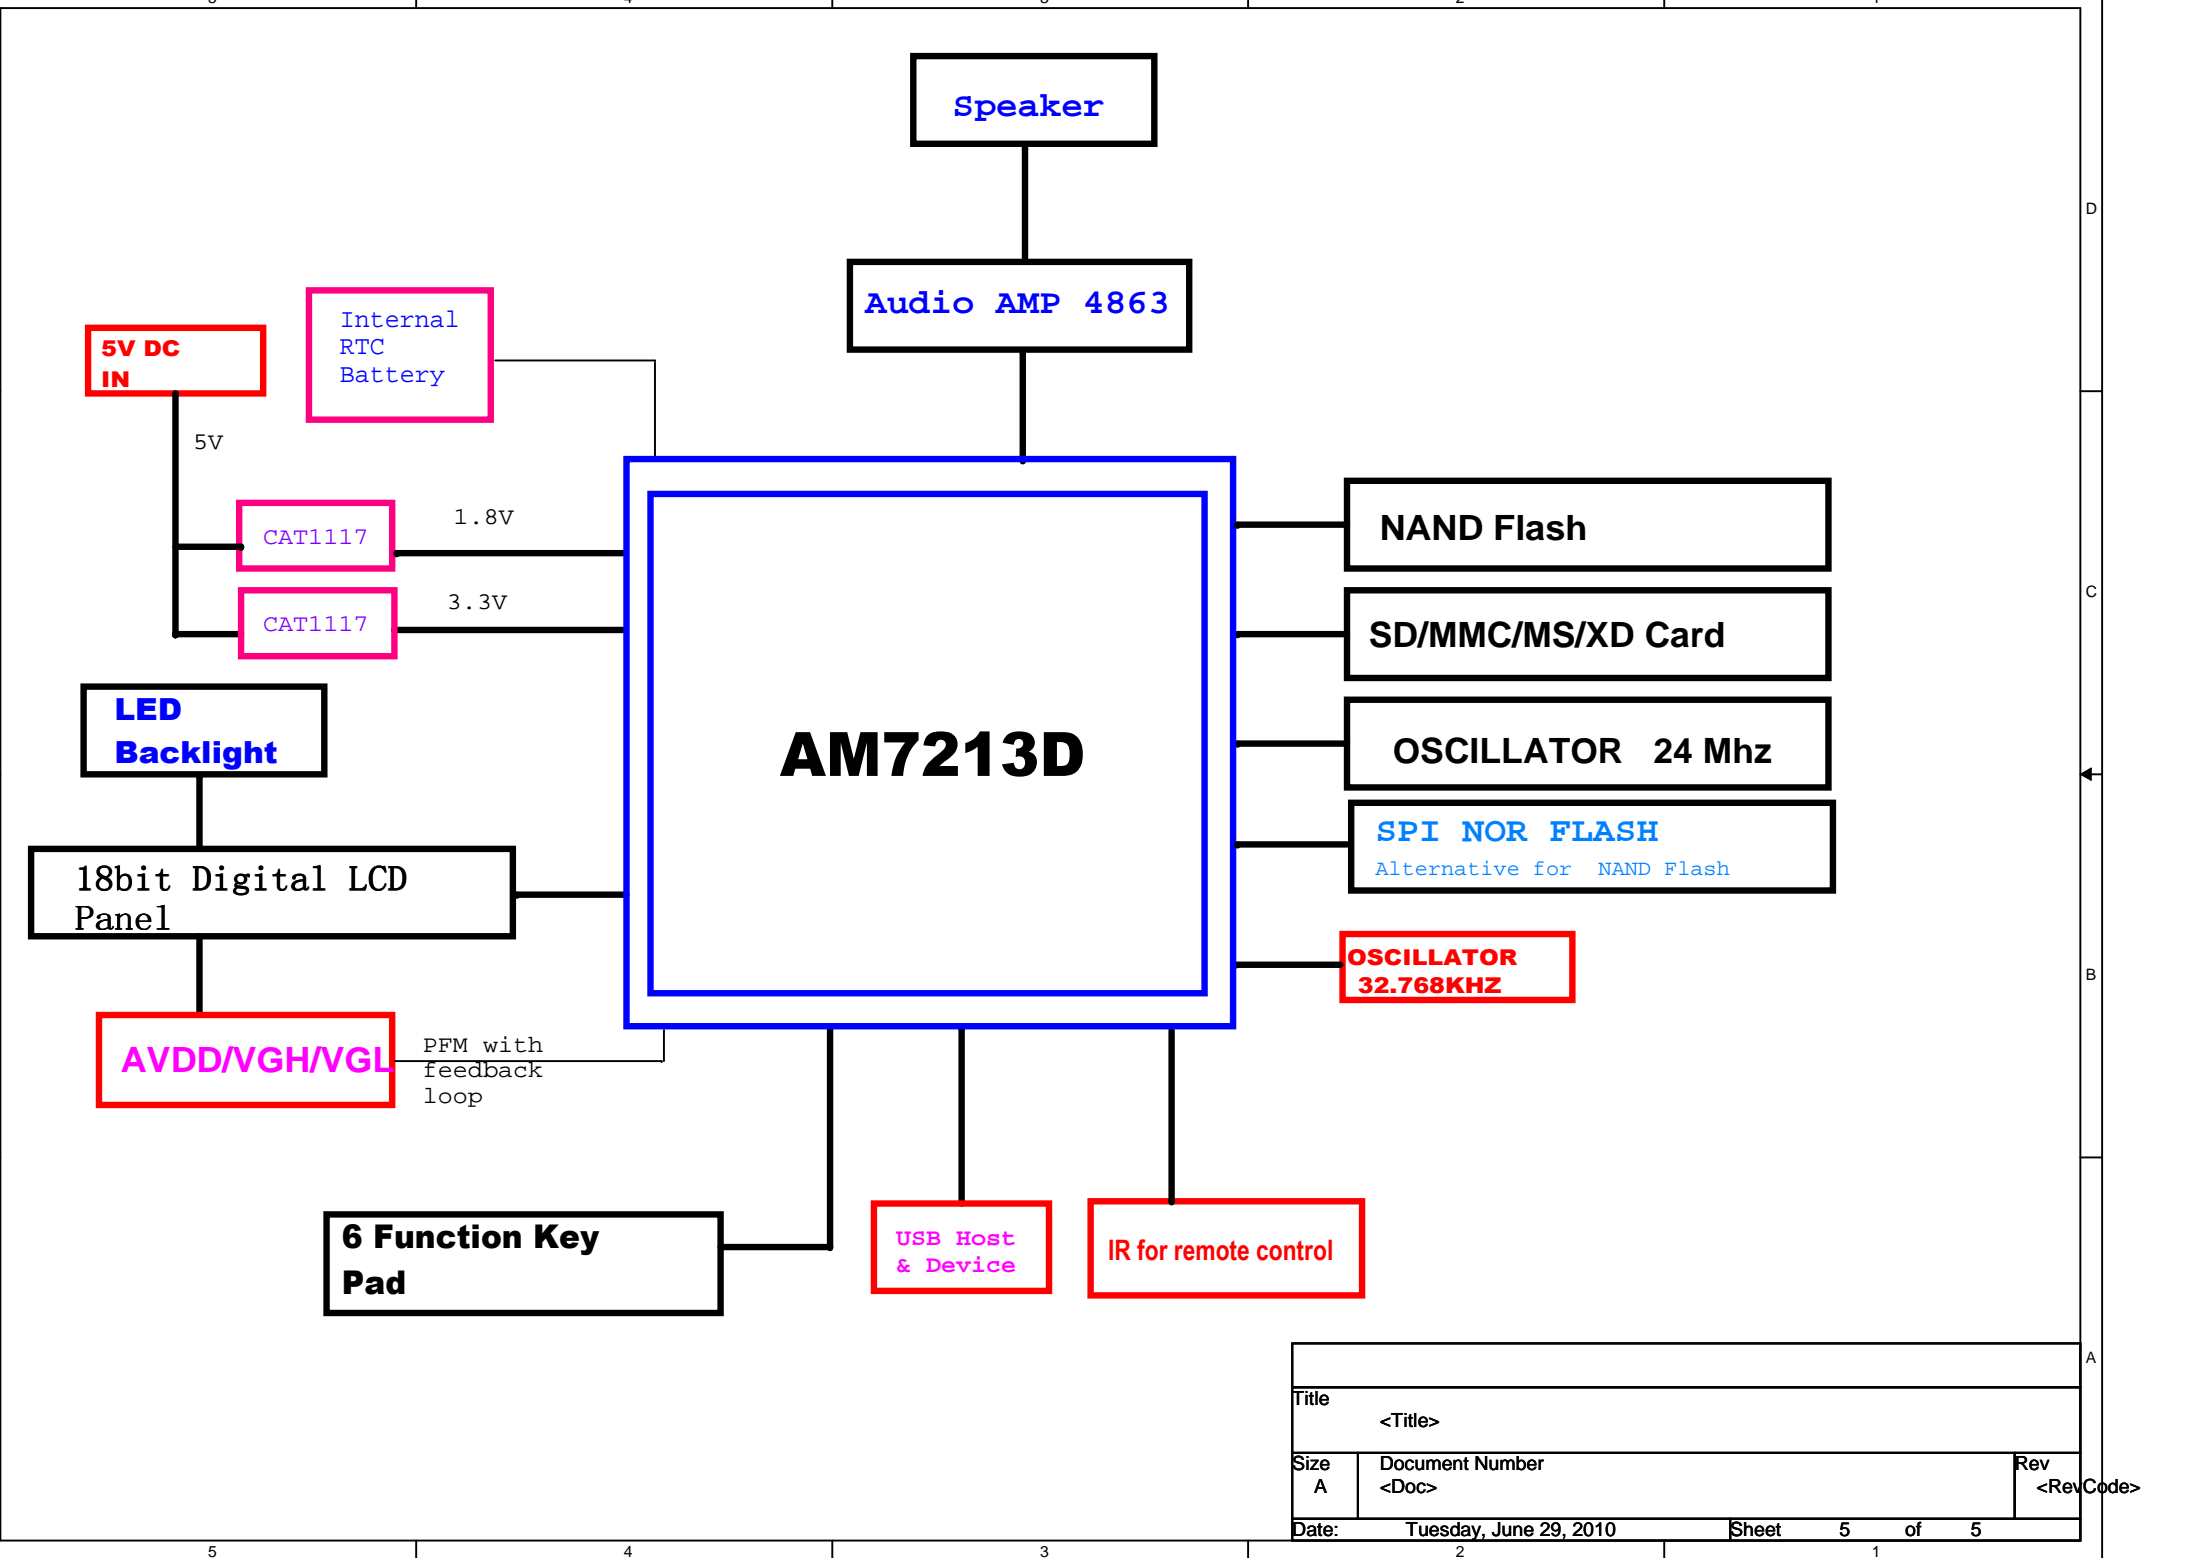 Speaker
Audio AMP 4863
Internal
RTC
Battery
5V DC
IN
5V
CAT1117
1.8V
CAT1117
3.3V
LED
Backlight
18bit Digital LCD
Panel
AVDD/VGH/VGL
PFM with
feedback
loop
AM7213D
NAND Flash
SD/MMC/MS/XD Card
OSCILLATOR 24 Mhz
SPI NOR FLASH
Alternative for NAND Flash
OSCILLATOR
32.768KHZ
6 Function Key
Pad
USB Host
& Device
IR for remote control
D
C
B
A
Title
<Title>
Size
A
Document Number
<Doc>
Rev
<RevCode>
Date: Tuesday, June 29, 2010 Sheet 5 of 5
5 4 3 2 1